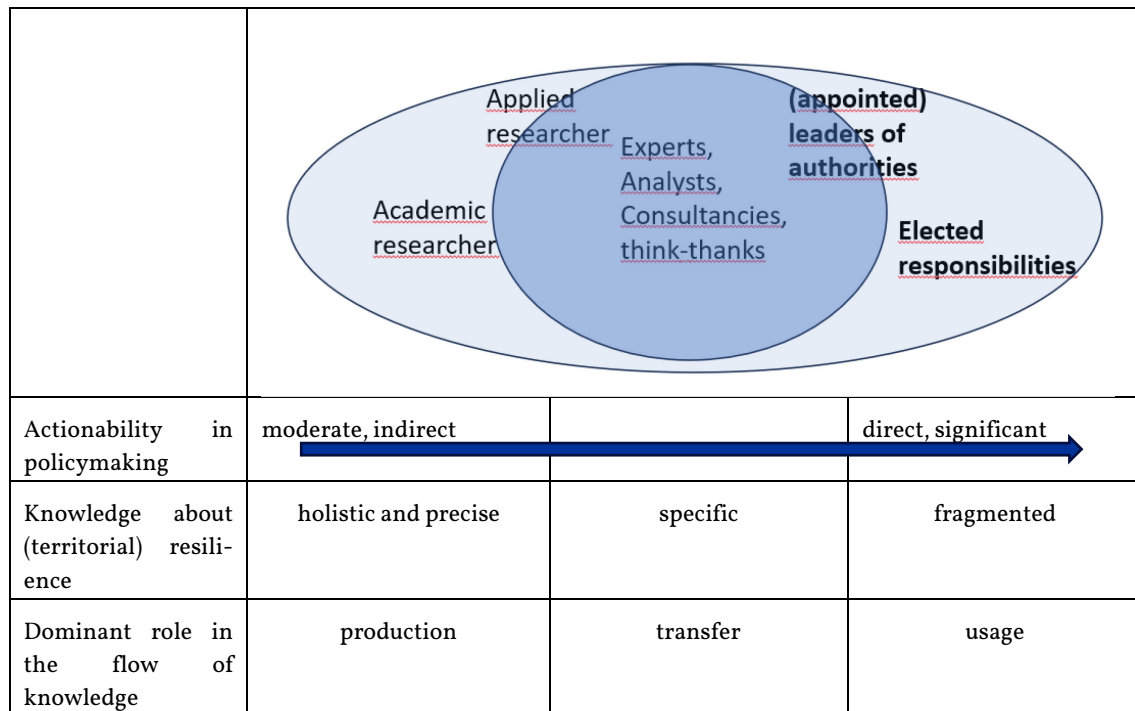 Applied
researcher
Experts,
Analysts,
Consultancies,
think-thanks
(appointed)
leaders of
authorities
Academic
researcher
Elected
responsibilities
Actionability in
policymaking
moderate, indirect
direct, significant
Knowledge about
(territorial) resili-
ence
holistic and precise
specific
fragmented
Dominant role in
the flow of
knowledge
production
transfer
usage